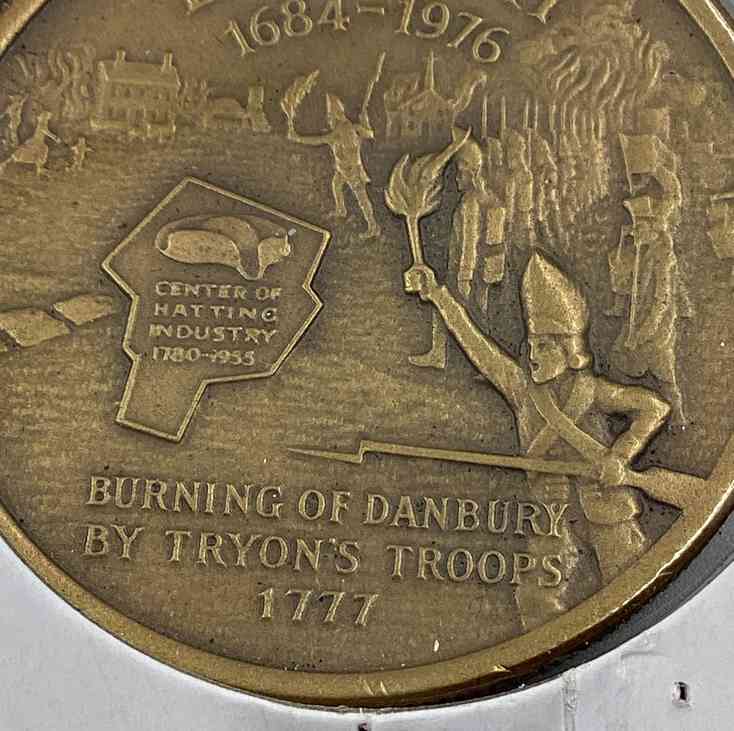 1684-1976
CENTER OF
HATTING
INDUSTRY
1780-1955
BURNING OF DANBURY
BY TRYON'S TROOPS
1777